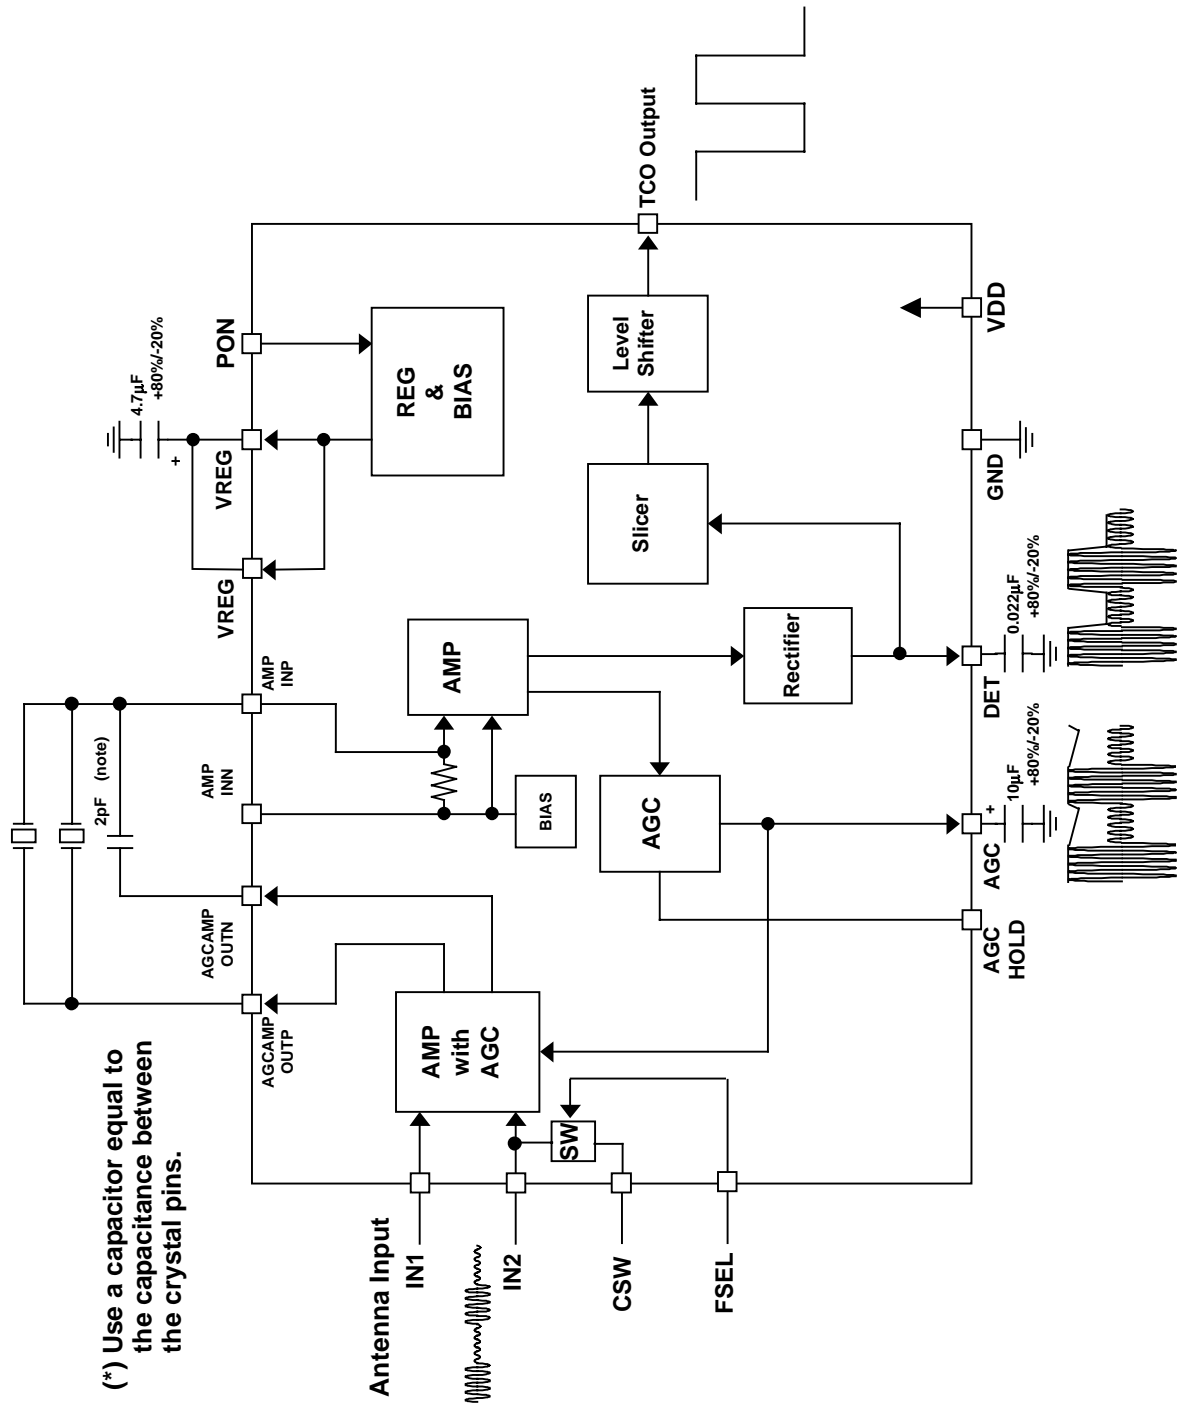 (*) Use a capacitor equal to
the capacitance between
the crystal pins.
2pF (note)
4.7µF
+80%/-20%
+
AGCAMP
OUTP
AGCAMP
OUTN
AMP
INN
AMP
INP
VREG
VREG
PON
Antenna Input
IN1
IN2
CSW
FSEL
AMP
with
AGC
SW
BIAS
AMP
AGC
Rectifier
REG
&
BIAS
Slicer
Level
Shifter
TCO Output
AGC
HOLD
AGC
+
10µF
+80%/-20%
DET
0.022µF
+80%/-20%
GND
VDD